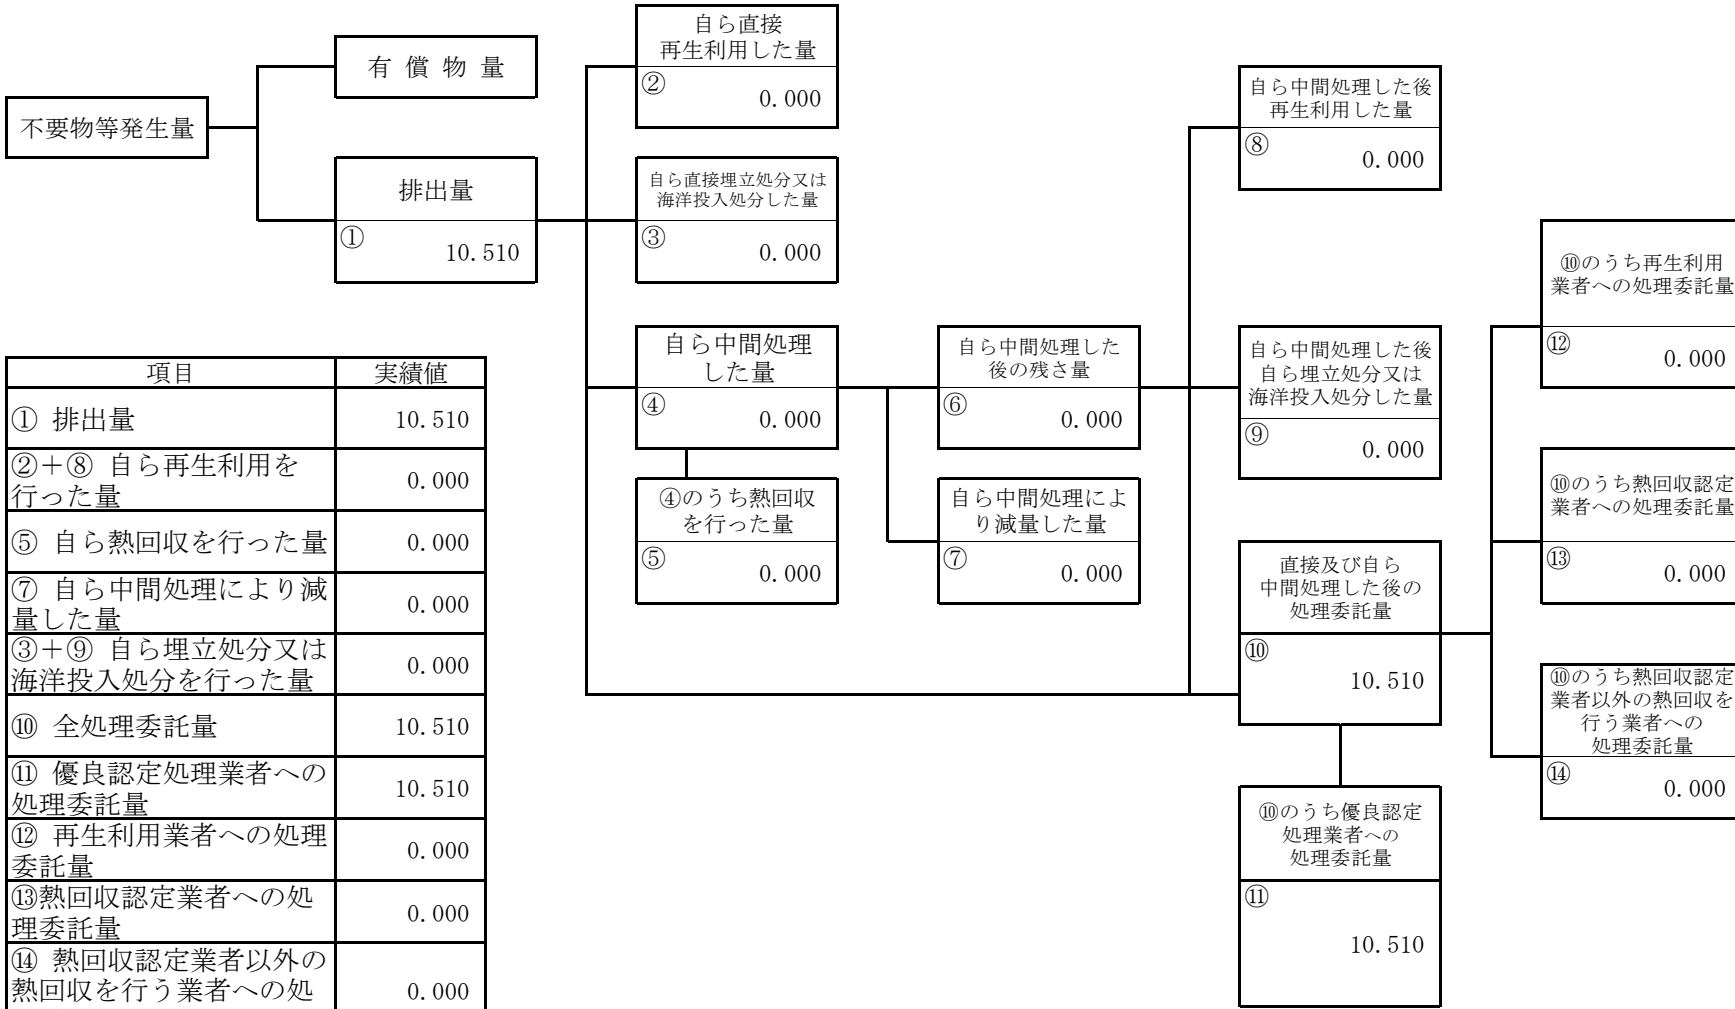 不要物等発生量
有 償 物 量
排出量
①
10.510
自ら直接
再生利用した量
②
0.000
自ら直接埋立処分又は
海洋投入処分した量
③
0.000
自ら中間処理
した量
④
0.000
④のうち熱回収
を行った量
⑤
0.000
自ら中間処理した
後の残さ量
⑥
0.000
自ら中間処理によ
り減量した量
⑦
0.000
自ら中間処理した後
再生利用した量
⑧
0.000
自ら中間処理した後
自ら埋立処分又は
海洋投入処分した量
⑨
0.000
直接及び自ら
中間処理した後の
処理委託量
⑩
10.510
⑩のうち優良認定
処理業者への
処理委託量
⑪
10.510
⑩のうち再生利用
業者への処理委託量
⑫
0.000
⑩のうち熱回収認定
業者への処理委託量
⑬
0.000
⑩のうち熱回収認定
業者以外の熱回収を
行う業者への
処理委託量
⑭
0.000
項目 実績値
① 排出量 10.510
②＋⑧ 自ら再生利用を
行った量 0.000
⑤ 自ら熱回収を行った量 0.000
⑦ 自ら中間処理により減
量した量 0.000
③＋⑨ 自ら埋立処分又は
海洋投入処分を行った量 0.000
⑩ 全処理委託量 10.510
⑪ 優良認定処理業者への
処理委託量 10.510
⑫ 再生利用業者への処理
委託量 0.000
⑬熱回収認定業者への処
理委託量 0.000
⑭ 熱回収認定業者以外の
熱回収を行う業者への処 0.000